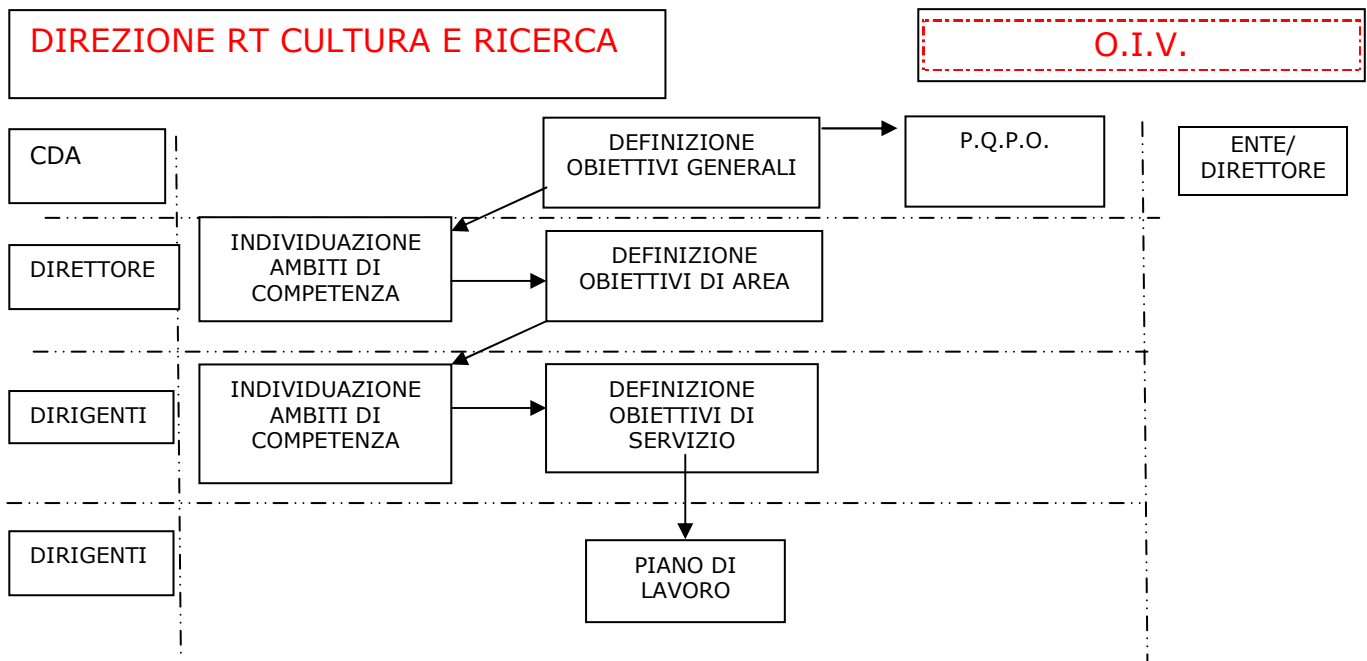 DIREZIONE RT CULTURA E RICERCA
O.I.V.
CDA
DEFINIZIONE
OBIETTIVI GENERALI
P.Q.P.O.
ENTE/
DIRETTORE
DIRETTORE
INDIVIDUAZIONE
AMBITI DI
COMPETENZA
DEFINIZIONE
OBIETTIVI DI AREA
DIRIGENTI
INDIVIDUAZIONE
AMBITI DI
COMPETENZA
DEFINIZIONE
OBIETTIVI DI
SERVIZIO
DIRIGENTI
PIANO DI
LAVORO